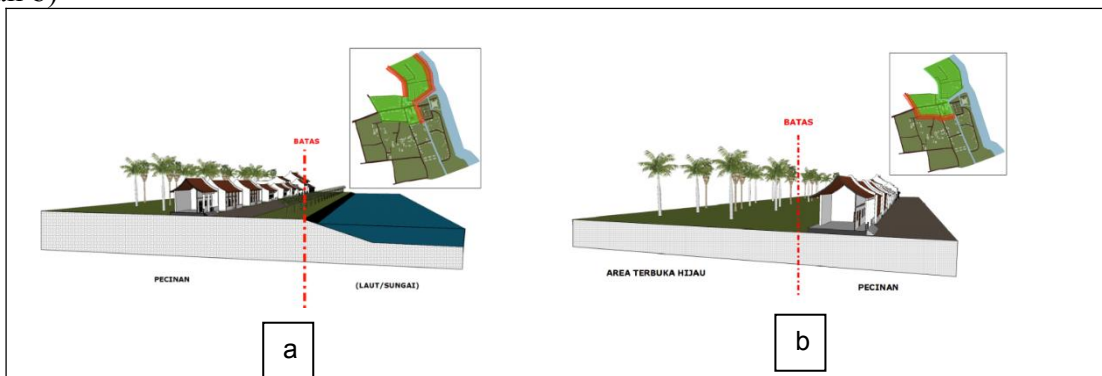 BATAS
PECINAN
(LAUT/SUNGAI)
a
BATAS
AREA TERBUKA HIJAU
PECINAN
b